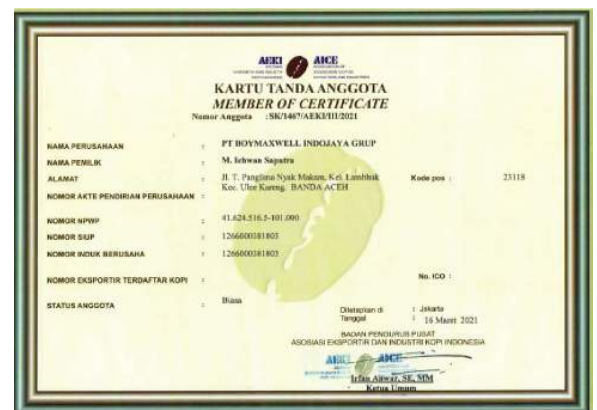 AEKI AICE
KARTU TANDA ANGGOTA
MEMBER OF CERTIFICATE
Nomor Anggota : SK/1467/AEKI/III/2021
NAMA PERUSAHAAN : PT BOYMAXWELL INDOJAYA GRUP
NAMA PEMILIK : M. Ichwan Saputra
ALAMAT : Jl. T. Panglima Nyak Makam, Kel. Lambhuk Kode pos : 23118
Kec. Ulee Kareng. BANDA ACEH
NOMOR AKTE PENDIRIAN PERUSAHAAN :
NOMOR NPWP : 41.624.516.5-101.000
NOMOR SIUP : 1266000381803
NOMOR INDUK BERUSAHA : 1266000381803
NOMOR EKSPORTIR TERDAFTAR KOPI : No. ICO :
STATUS ANGGOTA : Biasa
Ditetapkan di : Jakarta
Tanggal : 16 Maret 2021
BADAN PENGURUS PUSAT
ASOSIASI EKSPORTIR DAN INDUSTRI KOPI INDONESIA
AEKI AICE
Irfan Anwar, SE, MM
Ketua Umum